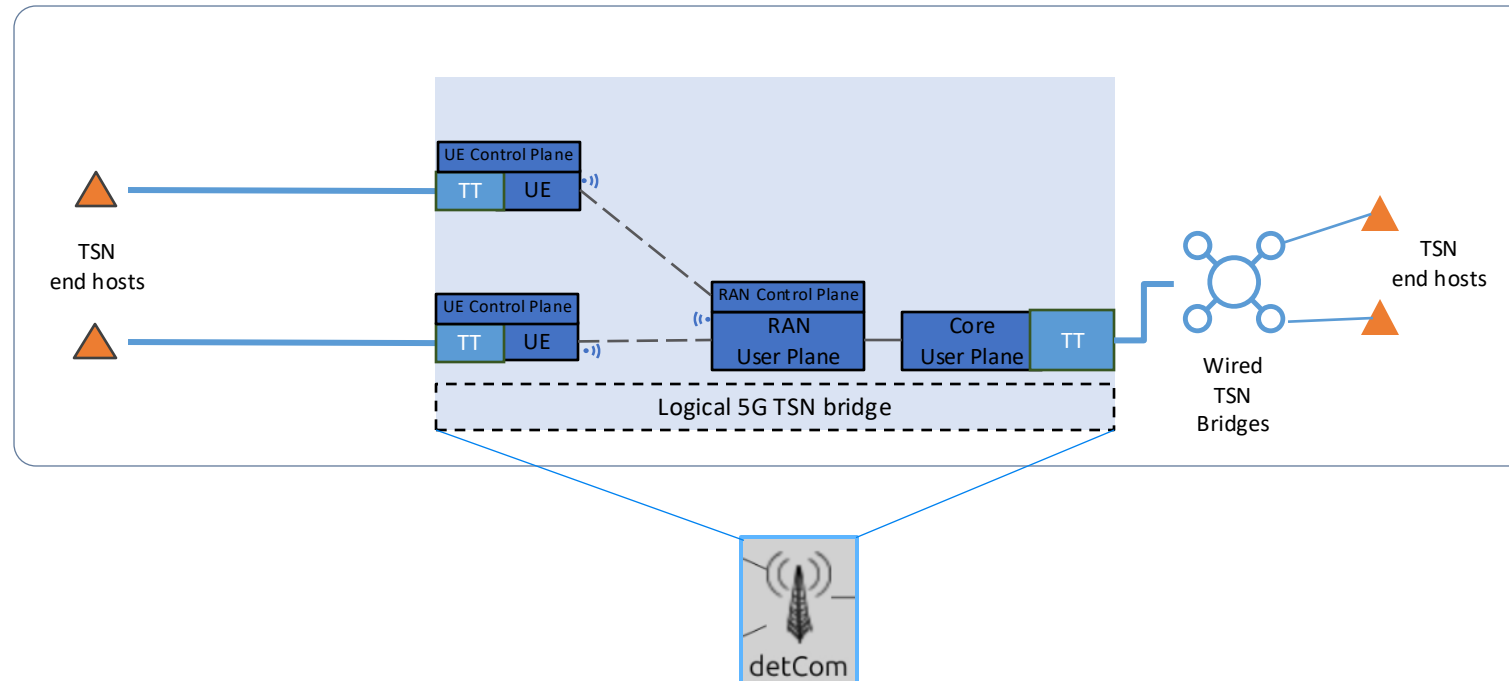 UE Control Plane
TT
UE
TSN
end hosts
UE Control Plane
TT
UE
RAN Control Plane
RAN
User Plane
Core
User Plane
TT
TSN
end hosts
Wired
TSN
Bridges
Logical 5G TSN bridge
detCom